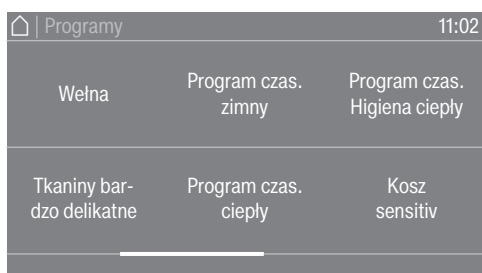 | Programy 11:02
Wełna
Program czas.
zimny
Program czas.
Higiena ciepły
Tkaniny bar-
dzo delikatne
Program czas.
ciepły
Kosz
sensitiv